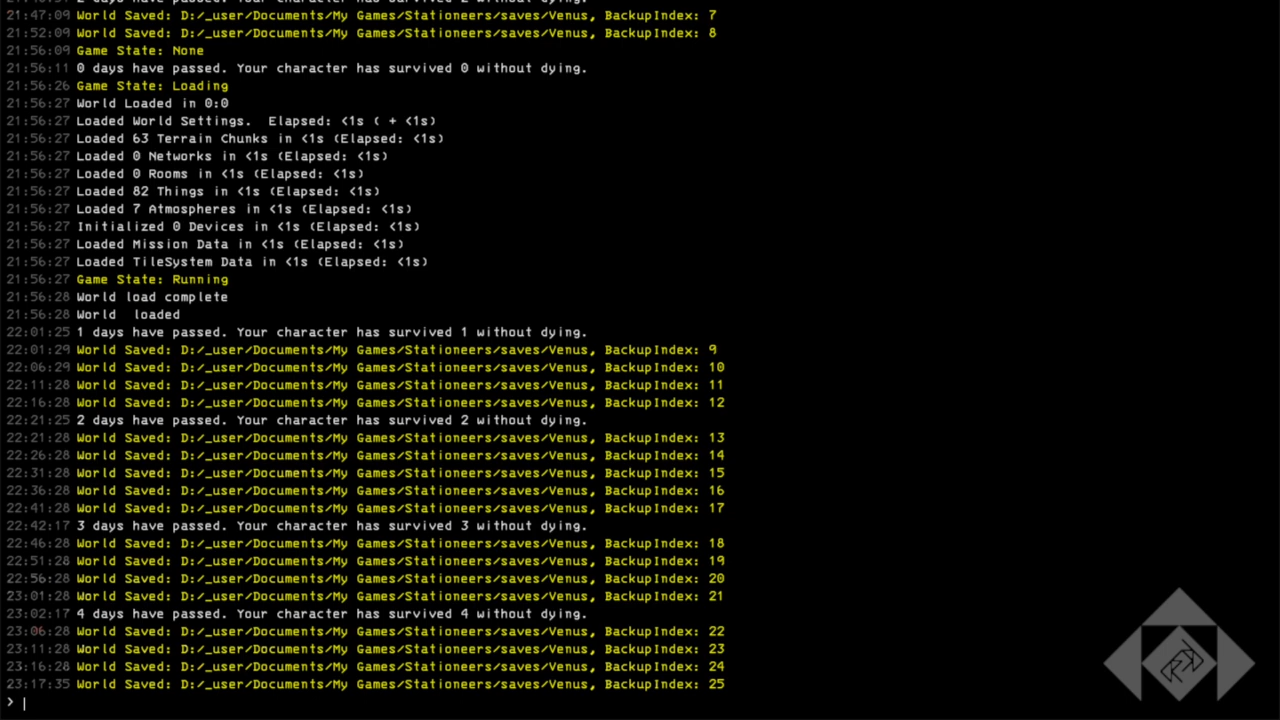 21:47:09 World Saved: D:/_user/Documents/My Games/Stationeers/saves/Venus, BackupIndex: 7
21:52:09 World Saved: D:/_user/Documents/My Games/Stationeers/saves/Venus, BackupIndex: 8
21:56:09 Game State: None
21:56:11 0 days have passed. Your character has survived 0 without dying.
21:56:26 Game State: Loading
21:56:27 World Loaded in 0:0
21:56:27 Loaded World Settings.  Elapsed: <1s ( + <1s)
21:56:27 Loaded 63 Terrain Chunks in <1s (Elapsed: <1s)
21:56:27 Loaded 0 Networks in <1s (Elapsed: <1s)
21:56:27 Loaded 0 Rooms in <1s (Elapsed: <1s)
21:56:27 Loaded 82 Things in <1s (Elapsed: <1s)
21:56:27 Loaded 7 Atmospheres in <1s (Elapsed: <1s)
21:56:27 Initialized 0 Devices in <1s (Elapsed: <1s)
21:56:27 Loaded Mission Data in <1s (Elapsed: <1s)
21:56:27 Loaded TileSystem Data in <1s (Elapsed: <1s)
21:56:27 Game State: Running
21:56:28 World load complete
21:56:28 World  loaded
22:01:25 1 days have passed. Your character has survived 1 without dying.
22:01:29 World Saved: D:/_user/Documents/My Games/Stationeers/saves/Venus, BackupIndex: 9
22:06:29 World Saved: D:/_user/Documents/My Games/Stationeers/saves/Venus, BackupIndex: 10
22:11:28 World Saved: D:/_user/Documents/My Games/Stationeers/saves/Venus, BackupIndex: 11
22:16:28 World Saved: D:/_user/Documents/My Games/Stationeers/saves/Venus, BackupIndex: 12
22:21:25 2 days have passed. Your character has survived 2 without dying.
22:21:28 World Saved: D:/_user/Documents/My Games/Stationeers/saves/Venus, BackupIndex: 13
22:26:28 World Saved: D:/_user/Documents/My Games/Stationeers/saves/Venus, BackupIndex: 14
22:31:28 World Saved: D:/_user/Documents/My Games/Stationeers/saves/Venus, BackupIndex: 15
22:36:28 World Saved: D:/_user/Documents/My Games/Stationeers/saves/Venus, BackupIndex: 16
22:41:28 World Saved: D:/_user/Documents/My Games/Stationeers/saves/Venus, BackupIndex: 17
22:42:17 3 days have passed. Your character has survived 3 without dying.
22:46:28 World Saved: D:/_user/Documents/My Games/Stationeers/saves/Venus, BackupIndex: 18
22:51:28 World Saved: D:/_user/Documents/My Games/Stationeers/saves/Venus, BackupIndex: 19
22:56:28 World Saved: D:/_user/Documents/My Games/Stationeers/saves/Venus, BackupIndex: 20
23:01:28 World Saved: D:/_user/Documents/My Games/Stationeers/saves/Venus, BackupIndex: 21
23:02:17 4 days have passed. Your character has survived 4 without dying.
23:06:28 World Saved: D:/_user/Documents/My Games/Stationeers/saves/Venus, BackupIndex: 22
23:11:28 World Saved: D:/_user/Documents/My Games/Stationeers/saves/Venus, BackupIndex: 23
23:16:28 World Saved: D:/_user/Documents/My Games/Stationeers/saves/Venus, BackupIndex: 24
23:17:35 World Saved: D:/_user/Documents/My Games/Stationeers/saves/Venus, BackupIndex: 25
>